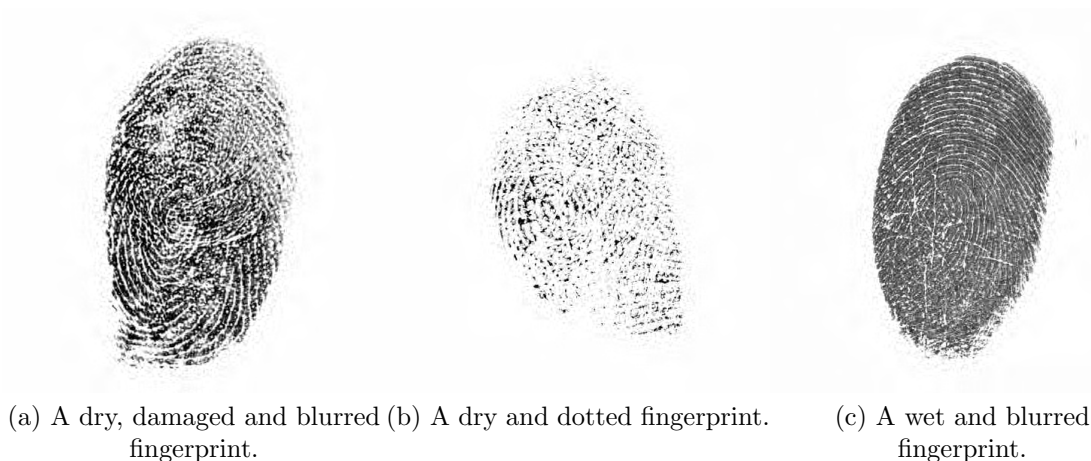 (a) A dry, damaged and blurred
fingerprint.
(b) A dry and dotted fingerprint.
(c) A wet and blurred
fingerprint.